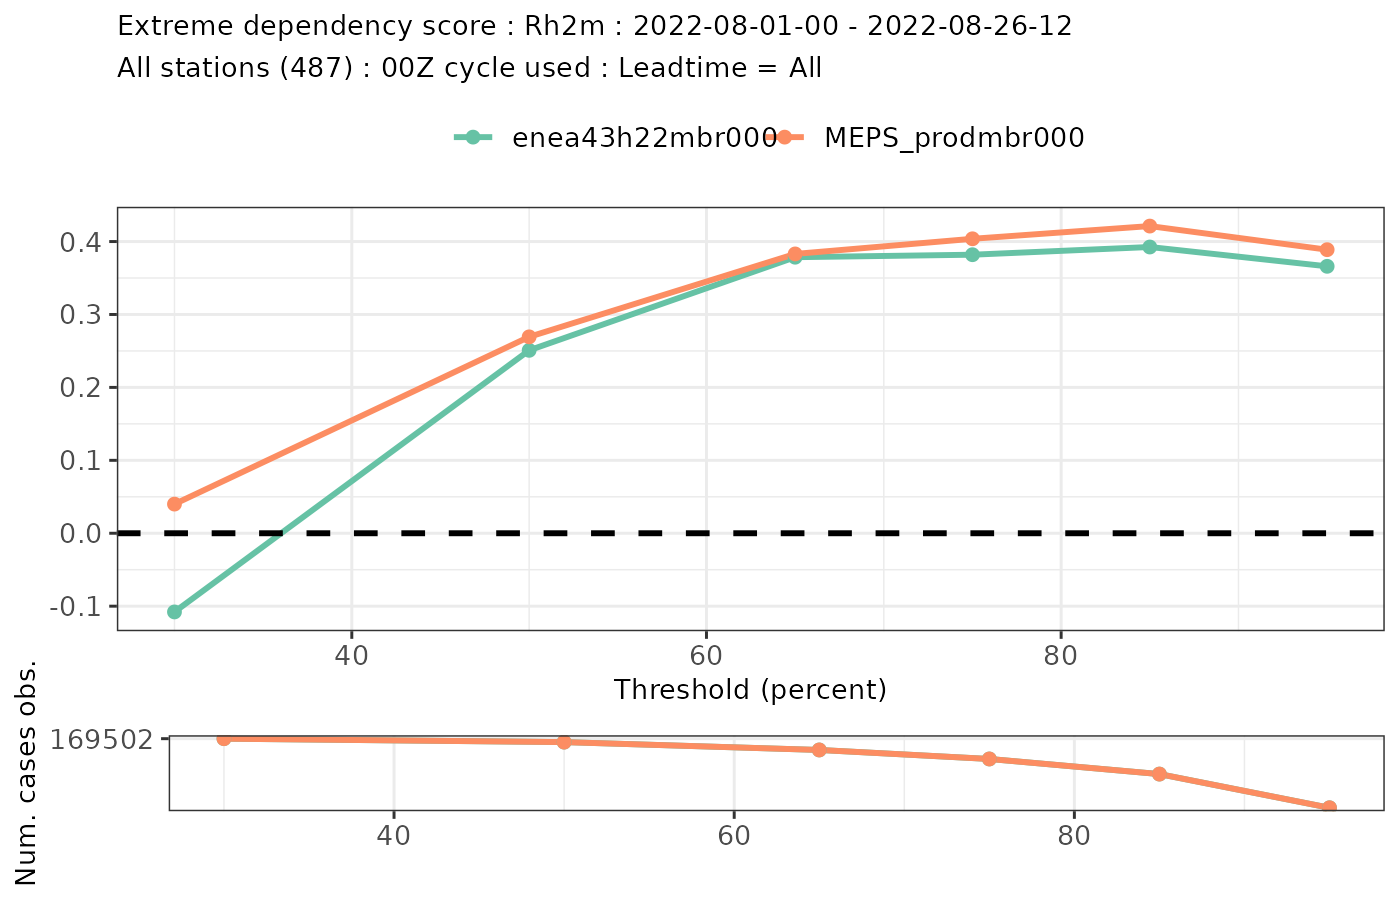 Extreme dependency score : Rh2m : 2022-08-01-00 - 2022-08-26-12
All stations (487) : 00Z cycle used : Leadtime = All
enea43h22mbr000 MEPS_prodmbr000
0.4
0.3
0.2
0.1
0.0
-0.1
40 60 80
Threshold (percent)
Num. cases obs.
169502
40 60 80